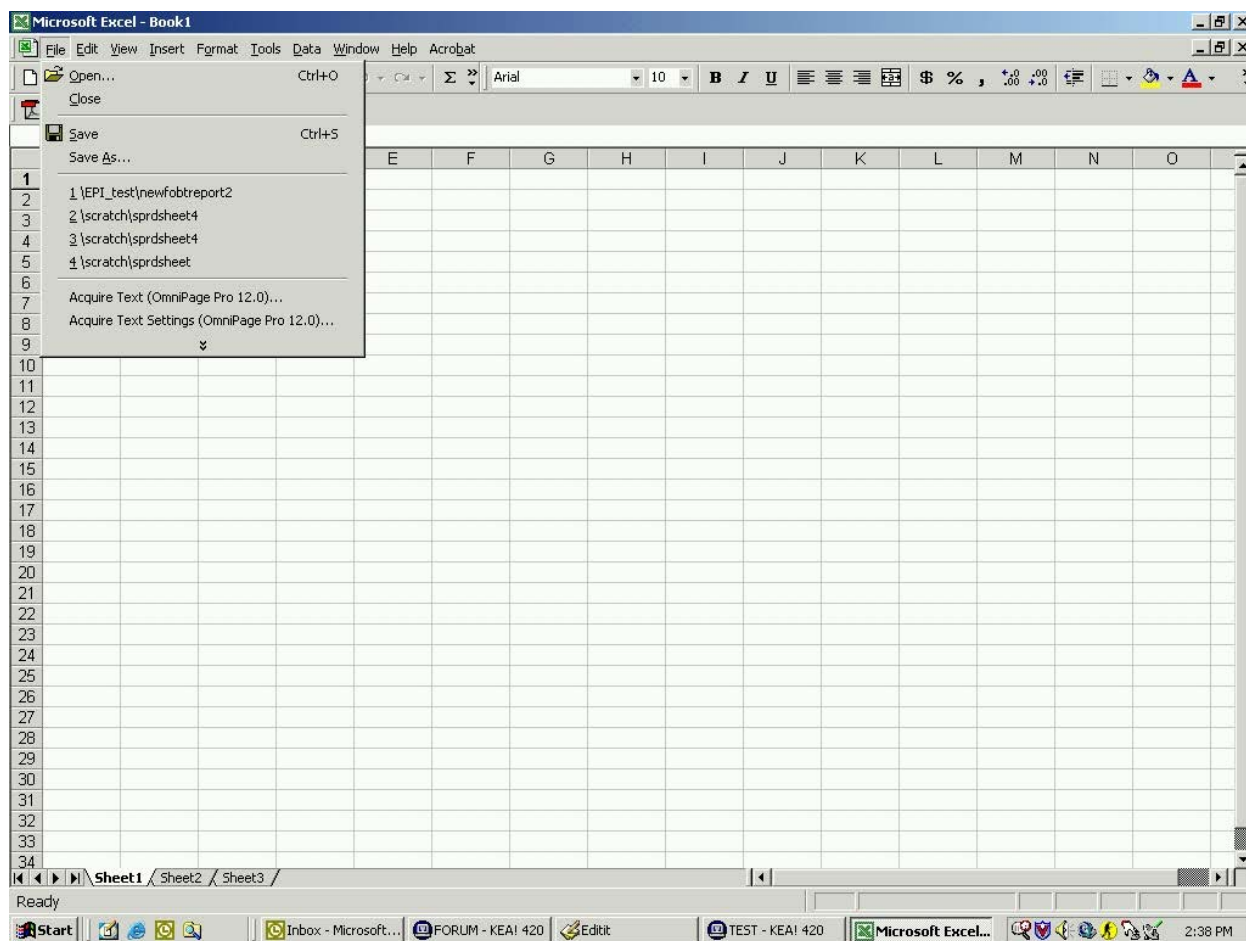 Microsoft Excel - Book1
File Edit View Insert Format Tools Data Window Help Acrobat
Open... Ctrl+O
Σ Arial 10 B I U $ % ,
Close
Save Ctrl+S
Save As...
E F G H I J K L M N O
1 \EPI_test\newfobtreport2
2 \scratch\sprdsheet4
3 \scratch\sprdsheet4
4 \scratch\sprdsheet
Acquire Text (OmniPage Pro 12.0)...
Acquire Text Settings (OmniPage Pro 12.0)...
1
2
3
4
5
6
7
8
9
10
11
12
13
14
15
16
17
18
19
20
21
22
23
24
25
26
27
28
29
30
31
32
33
34
Sheet1 Sheet2 Sheet3
Ready
Start Inbox - Microsoft... FORUM - KEA! 420 Editit TEST - KEA! 420 Microsoft Excel... 2:38 PM